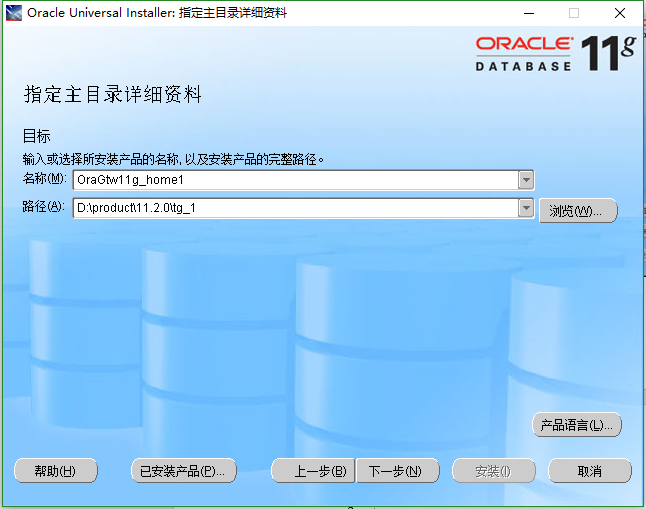 Oracle Universal Installer: 指定主目录详细资料
ORACLE
DATABASE 11g
指定主目录详细资料
目标
输入或选择所安装产品的名称, 以及安装产品的完整路径。
名称(M): OraGtw11g_home1
路径(A): D:\product\11.2.0\tg_1 浏览(W)...
产品语言(L)...
帮助(H) 已安装产品(P)... 上一步(B) 下一步(N) 安装(I) 取消